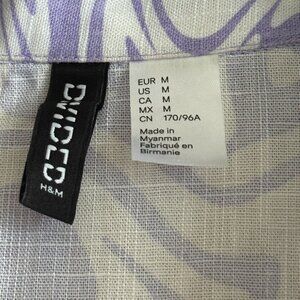 DIVIDED
H&M
EUR M
US M
CA M
MX M
CN 170/96A
Made in
Myanmar
Fabriqué en
Birmanie